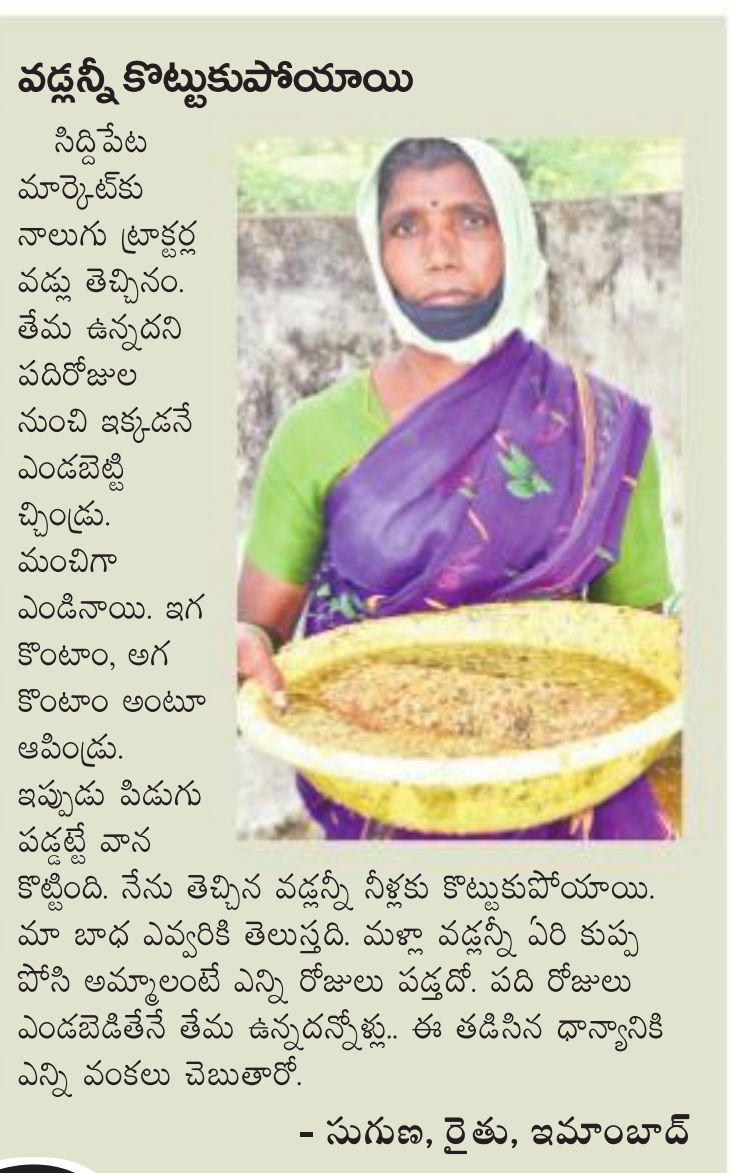 వడ్లన్నీ కొట్టుకుపోయాయి
సిద్దిపేట
మార్కెట్‌కు
నాలుగు ట్రాక్టర్ల
వడ్లు తెచ్చినం.
తేమ ఉన్నదని
పదిరోజుల
నుంచి ఇక్కడనే
ఎండబెట్టి
చ్చిండ్రు.
మంచిగా
ఎండినాయి. ఇగ
కొంటాం, అగ
కొంటాం అంటూ
ఆపిండ్రు.
ఇప్పుడు పిడుగు
పడ్డట్టే వాన
కొట్టింది. నేను తెచ్చిన వడ్లన్నీ నీళ్లకు కొట్టుకుపోయాయి.
మా బాధ ఎవ్వరికి తెలుస్తది. మళ్లా వడ్లన్నీ ఏరి కుప్ప
పోసి అమ్మాలంటే ఎన్ని రోజులు పడ్తదో. పది రోజులు
ఎండబెడితేనే తేమ ఉన్నదన్నోళ్లు.. ఈ తడిసిన ధాన్యానికి
ఎన్ని వంకలు చెబుతారో.
- సుగుణ, రైతు, ఇమాంబాద్